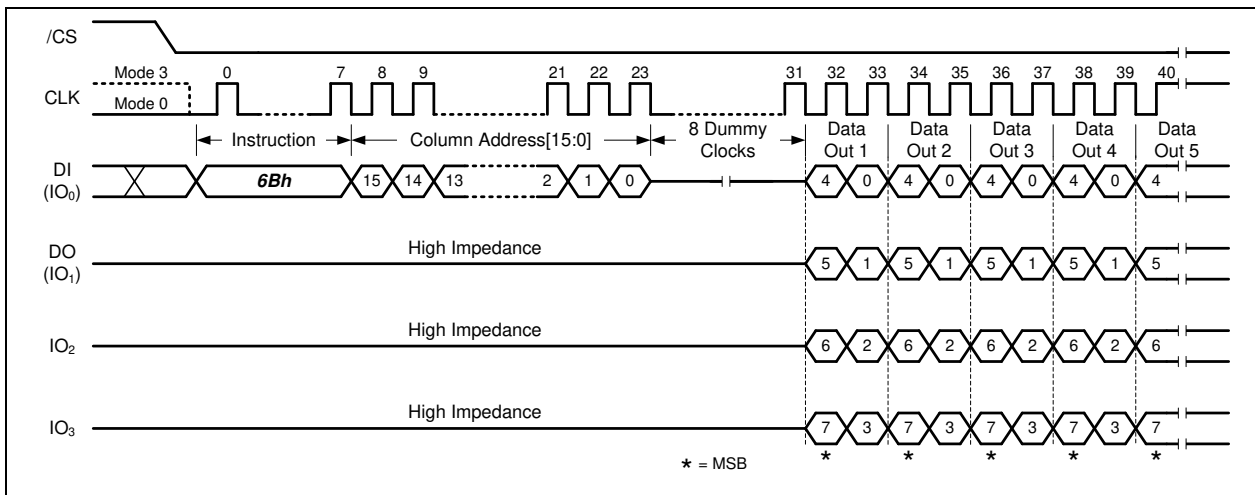 /CS
Mode 3 0 7 8 9 21 22 23 31 32 33 34 35 36 37 38 39 40
CLK
Mode 0
Instruction Column Address[15:0] 8 Dummy Clocks Data Out 1 Data Out 2 Data Out 3 Data Out 4 Data Out 5
DI
(IO₀)
6Bh 15 14 13 2 1 0 4 0 4 0 4 0 4 0 4
DO
(IO₁)
High Impedance
5 1 5 1 5 1 5 1 5
IO₂
High Impedance
6 2 6 2 6 2 6 2 6
IO₃
High Impedance
7 3 7 3 7 3 7 3 7
* * * * *
* = MSB